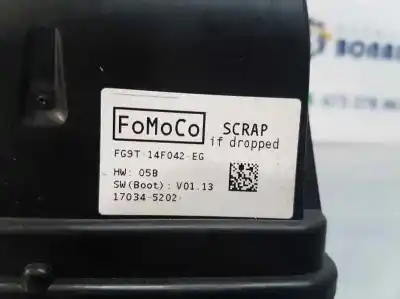 FoMoCo
SCRAP
if dropped
FG9T-14F042-EG
HW: 05B
SW(Boot): V01.13
17034-5202